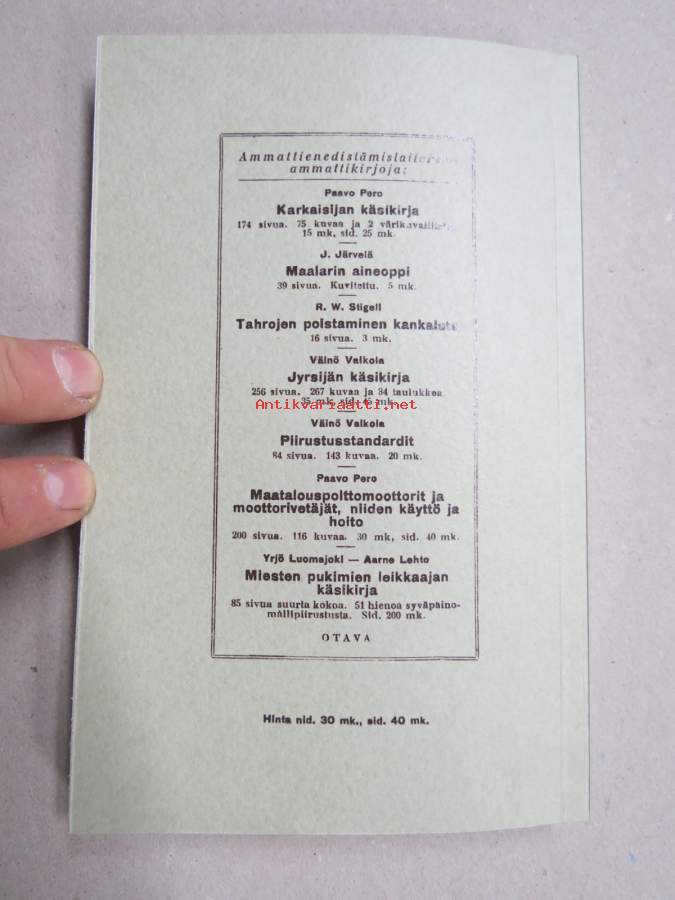 Ammattienedistämislaitoksen
ammattikirjoja:
Paavo Pero
Karkaisijan käsikirja
174 sivua. 75 kuvaa ja 2 värikuvaliitettä
15 mk, sid. 25 mk.
J. Järvelä
Maalarin aineoppi
39 sivua. Kuvitettu. 5 mk.
R. W. Stigell
Tahrojen poistaminen kankaista
16 sivua. 3 mk.
Väinö Valkola
Jyrsijän käsikirja
256 sivua. 267 kuvaa ja 34 taulukkoa
Antikvariaatti.net
35 mk, sid. 45 mk.
Väinö Valkola
Piirustusstandardit
84 sivua. 143 kuvaa. 20 mk.
Paavo Pero
Maatalouspolttomoottorit ja
moottorivetäjät, niiden käyttö ja
hoito
200 sivua. 116 kuvaa. 30 mk, sid. 40 mk.
Yrjö Luomajoki — Aarne Lehto
Miesten pukimien leikkaajan
käsikirja
85 sivua suurta kokoa. 51 hienoa syväpaino-
mallipiirustusta. Sid. 200 mk.
OTAVA
Hinta nid. 30 mk., sid. 40 mk.